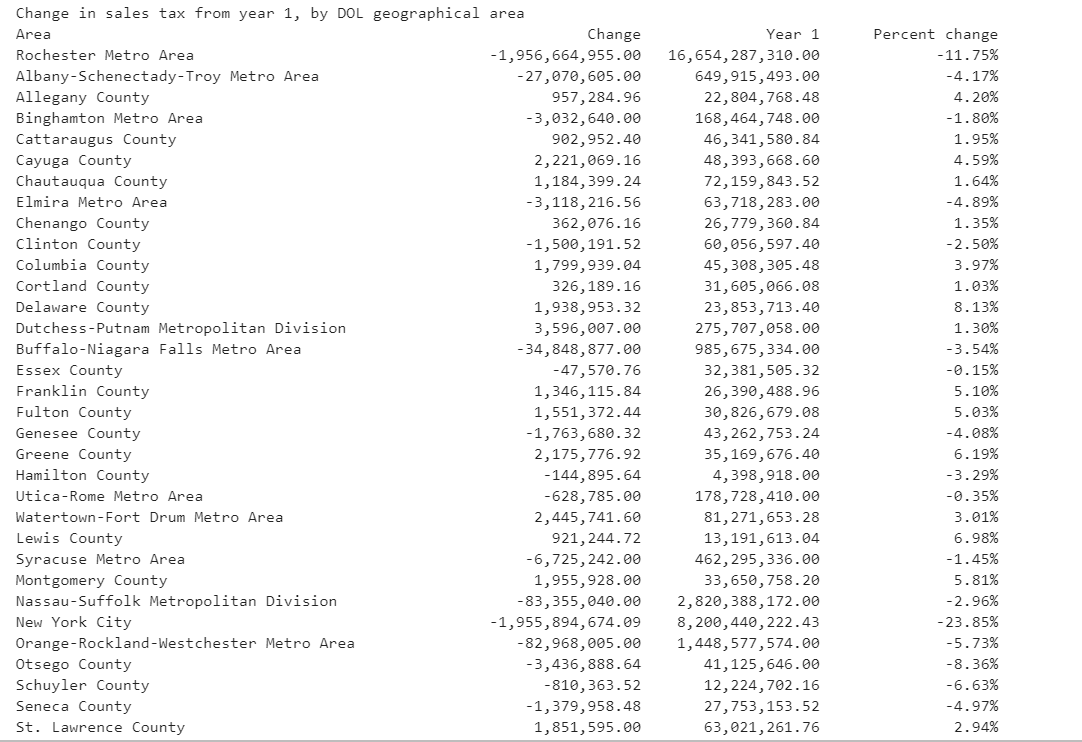 Change in sales tax from year 1, by DOL geographical area
Area Change Year 1 Percent change
Rochester Metro Area -1,956,664,955.00 16,654,287,310.00 -11.75%
Albany-Schenectady-Troy Metro Area -27,070,605.00 649,915,493.00 -4.17%
Allegany County 957,284.96 22,804,768.48 4.20%
Binghamton Metro Area -3,032,640.00 168,464,748.00 -1.80%
Cattaraugus County 902,952.40 46,341,580.84 1.95%
Cayuga County 2,221,069.16 48,393,668.60 4.59%
Chautauqua County 1,184,399.24 72,159,843.52 1.64%
Elmira Metro Area -3,118,216.56 63,718,283.00 -4.89%
Chenango County 362,076.16 26,779,360.84 1.35%
Clinton County -1,500,191.52 60,056,597.40 -2.50%
Columbia County 1,799,939.04 45,308,305.48 3.97%
Cortland County 326,189.16 31,605,066.08 1.03%
Delaware County 1,938,953.32 23,853,713.40 8.13%
Dutchess-Putnam Metropolitan Division 3,596,007.00 275,707,058.00 1.30%
Buffalo-Niagara Falls Metro Area -34,848,877.00 985,675,334.00 -3.54%
Essex County -47,570.76 32,381,505.32 -0.15%
Franklin County 1,346,115.84 26,390,488.96 5.10%
Fulton County 1,551,372.44 30,826,679.08 5.03%
Genesee County -1,763,680.32 43,262,753.24 -4.08%
Greene County 2,175,776.92 35,169,676.40 6.19%
Hamilton County -144,895.64 4,398,918.00 -3.29%
Utica-Rome Metro Area -628,785.00 178,728,410.00 -0.35%
Watertown-Fort Drum Metro Area 2,445,741.60 81,271,653.28 3.01%
Lewis County 921,244.72 13,191,613.04 6.98%
Syracuse Metro Area -6,725,242.00 462,295,336.00 -1.45%
Montgomery County 1,955,928.00 33,650,758.20 5.81%
Nassau-Suffolk Metropolitan Division -83,355,040.00 2,820,388,172.00 -2.96%
New York City -1,955,894,674.09 8,200,440,222.43 -23.85%
Orange-Rockland-Westchester Metro Area -82,968,005.00 1,448,577,574.00 -5.73%
Otsego County -3,436,888.64 41,125,646.00 -8.36%
Schuyler County -810,363.52 12,224,702.16 -6.63%
Seneca County -1,379,958.48 27,753,153.52 -4.97%
St. Lawrence County 1,851,595.00 63,021,261.76 2.94%